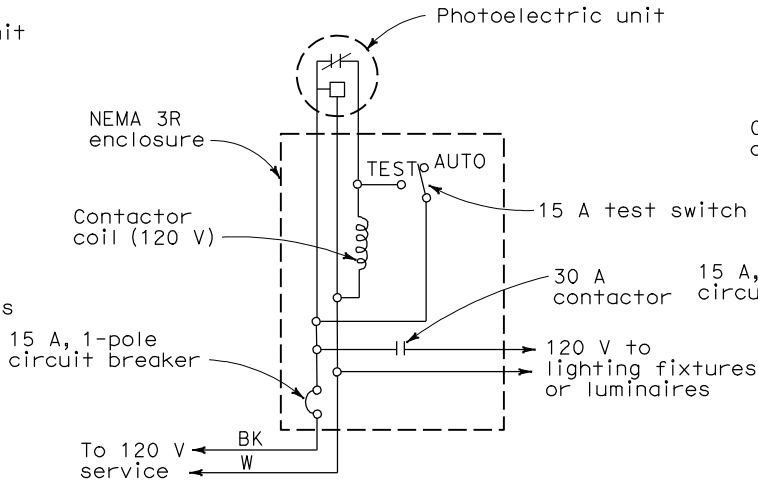 Photoelectric unit
NEMA 3R
enclosure
TEST
AUTO
15 A test switch
Contactor
coil (120 V)
30 A
contactor
15 A,
15 A, 1-pole
circuit breaker
120 V to
lighting fixtures
or luminaires
BK
To 120 V
service
W